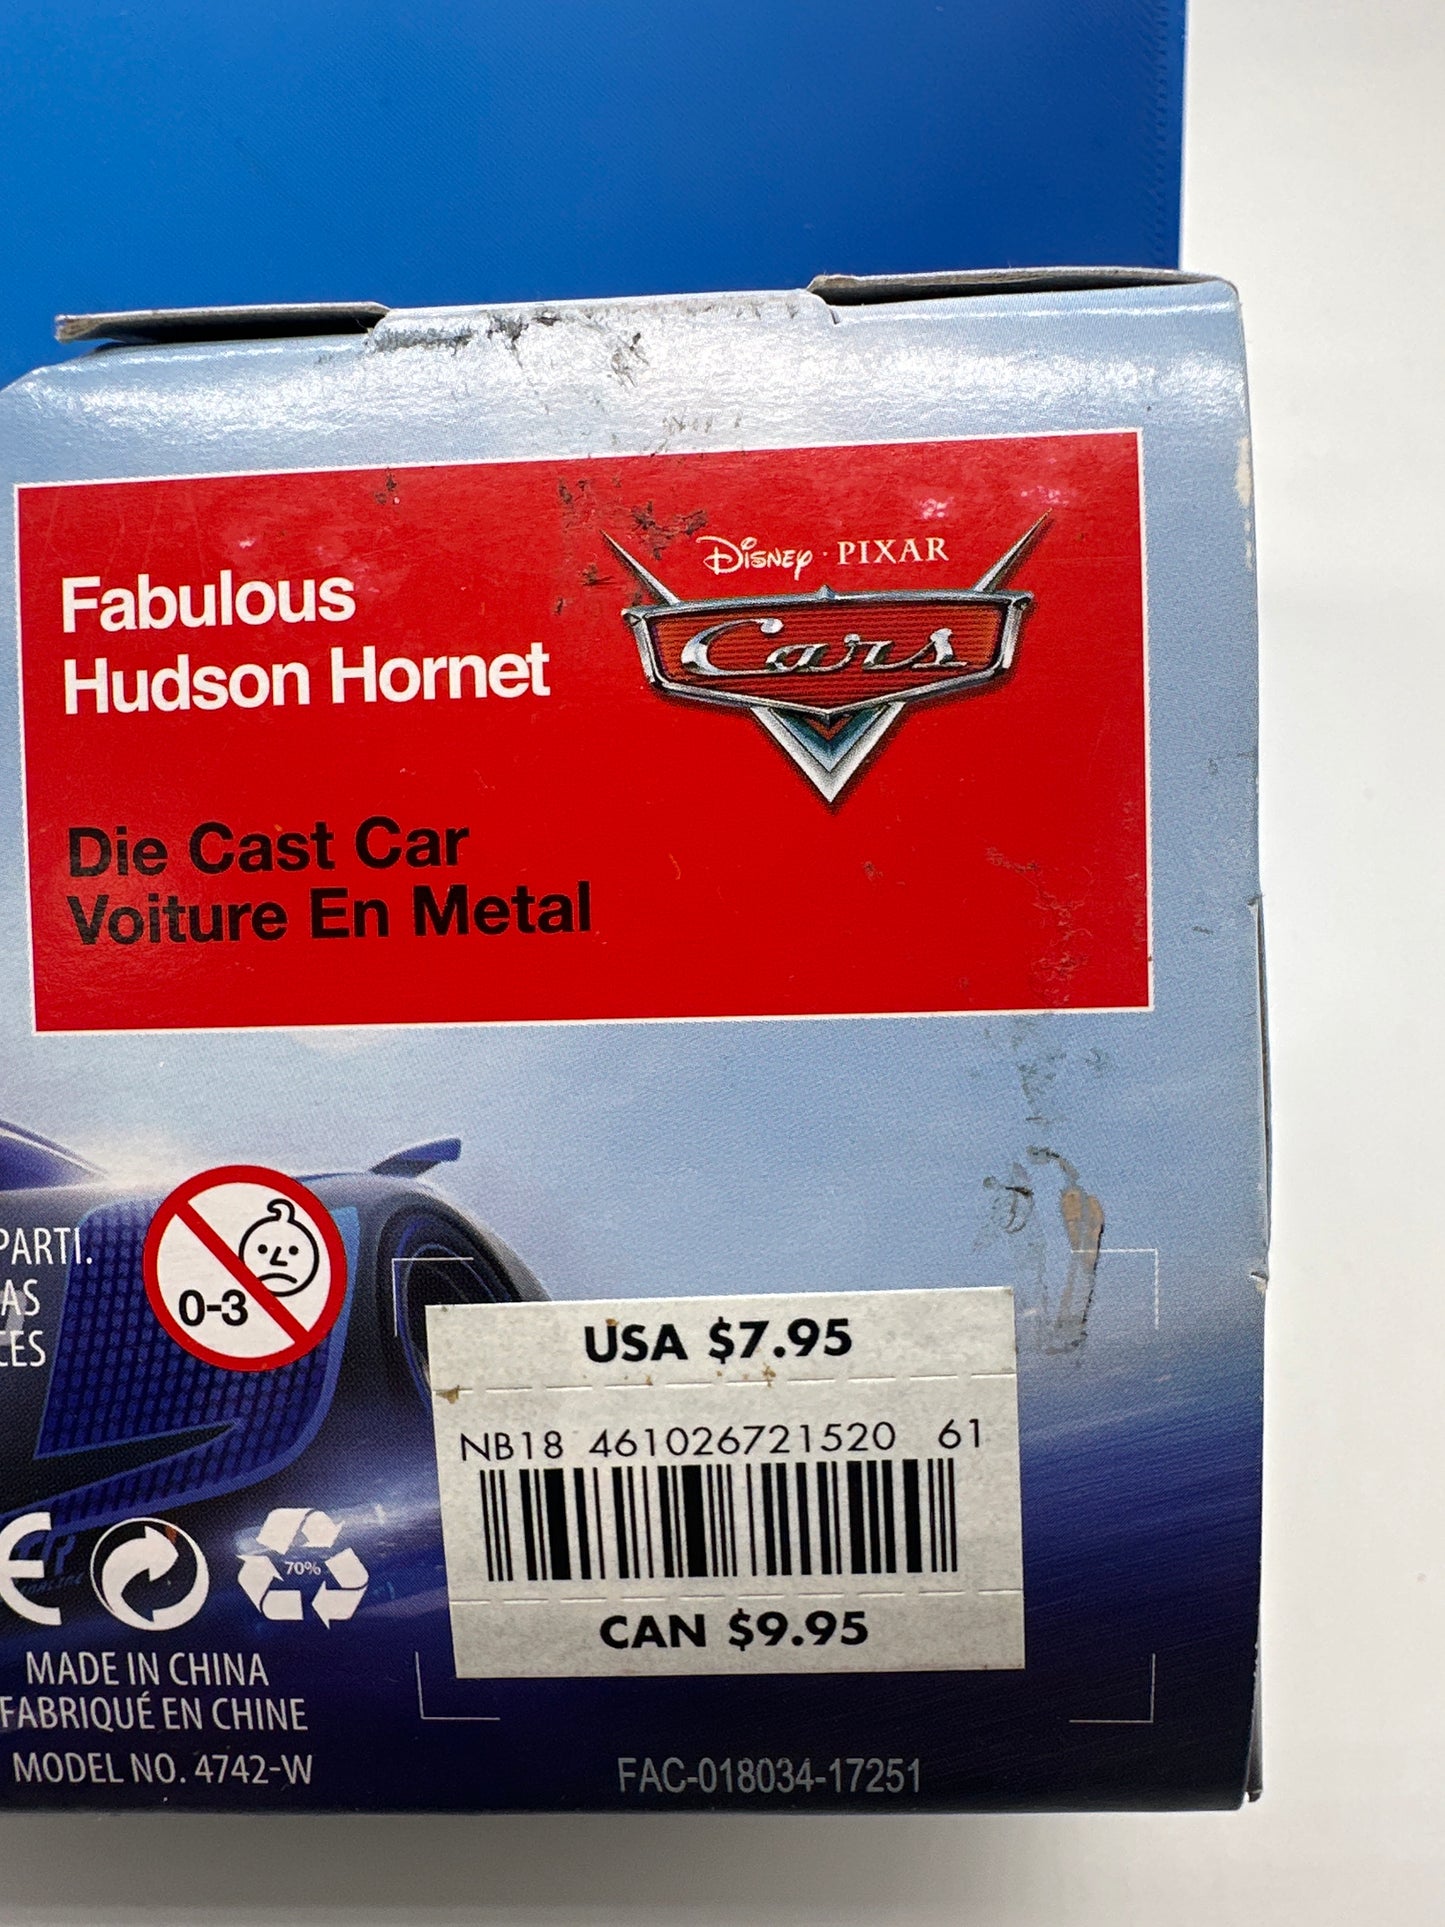 Fabulous
Hudson Hornet
Disney · PIXAR
Cars
Die Cast Car
Voiture En Metal
PARTI.
AS
CES
0-3
USA $7.95
NB18 461026721520 61
CAN $9.95
CE
70%
MADE IN CHINA
FABRIQUÉ EN CHINE
MODEL NO. 4742-W
FAC-018034-17251